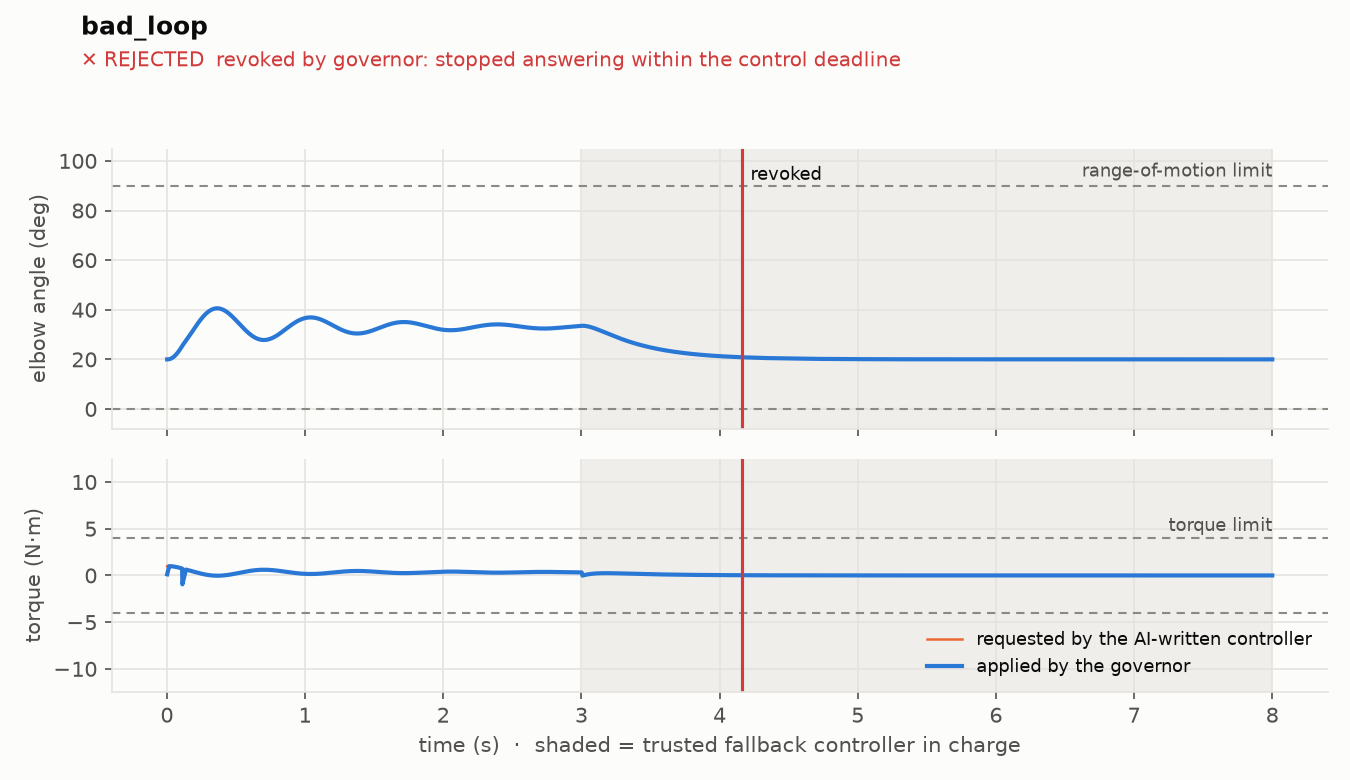 bad_loop
✕ REJECTED revoked by governor: stopped answering within the control deadline
elbow angle (deg)
100
80
60
40
20
0
revoked
range-of-motion limit
torque (N·m)
10
5
0
−5
−10
torque limit
requested by the AI-written controller
applied by the governor
0 1 2 3 4 5 6 7 8
time (s) · shaded = trusted fallback controller in charge